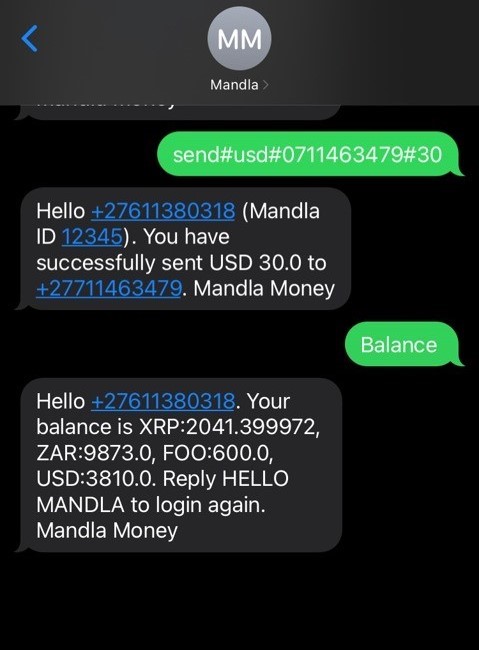 MM
Mandla
send#usd#0711463479#30
Hello +27611380318 (Mandla
ID 12345). You have
successfully sent USD 30.0 to
+27711463479. Mandla Money
Balance
Hello +27611380318. Your
balance is XRP:2041.399972,
ZAR:9873.0, FOO:600.0,
USD:3810.0. Reply HELLO
MANDLA to login again.
Mandla Money